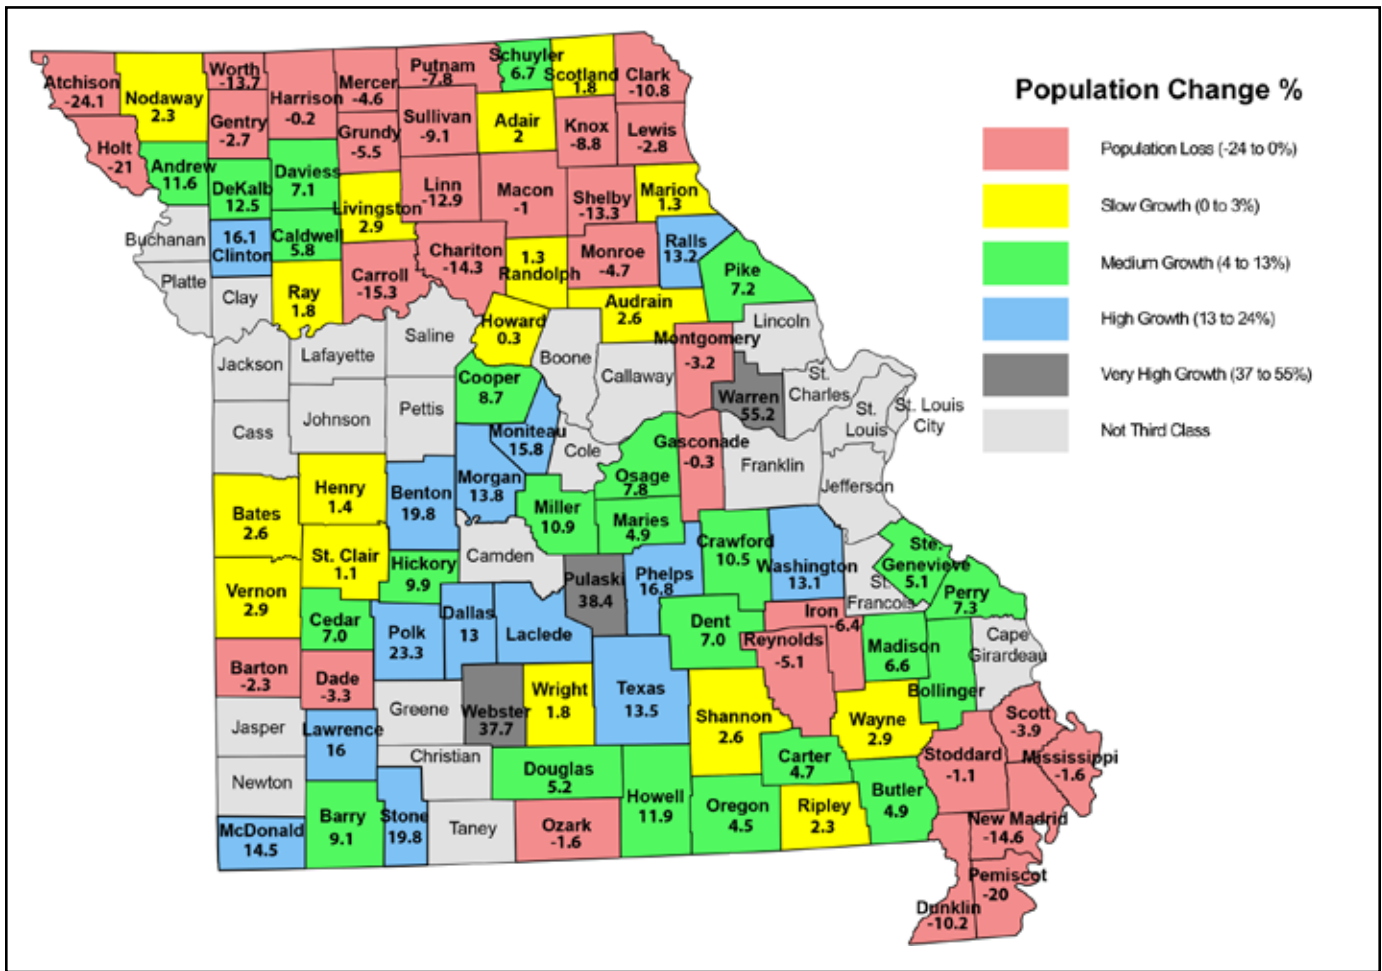 Population Change %
Population Loss (-24 to 0%)
Slow Growth (0 to 3%)
Medium Growth (4 to 13%)
High Growth (13 to 24%)
Very High Growth (37 to 55%)
Not Third Class
Atchison
-24.1
Nodaway
2.3
Worth
-13.7
Harrison
-0.2
Mercer
-4.6
Putnam
-7.8
Schuyler
6.7
Scotland
1.8
Clark
-10.8
Holt
-21
Gentry
-2.7
Grundy
-5.5
Sullivan
-9.1
Adair
2
Knox
-8.8
Lewis
-2.8
Andrew
11.6
DeKalb
12.5
Daviess
7.1
Livingston
2.9
Linn
-12.9
Macon
-1
Shelby
-13.3
Marion
1.3
Buchanan
16.1
Clinton
Caldwell
5.8
Carroll
-15.3
Chariton
-14.3
1.3
Randolph
Monroe
-4.7
Ralls
13.2
Pike
7.2
Platte
Clay
Ray
1.8
Audrain
2.6
Howard
0.3
Saline
Boone
Callaway
Montgomery
-3.2
Lincoln
Jackson
Lafayette
Cooper
8.7
Warren
55.2
St.
Charles
St.
Louis
St. Louis
City
Cass
Johnson
Pettis
Moniteau
15.8
Cole
Osage
7.8
Gasconade
-0.3
Franklin
Jefferson
Morgan
13.8
Henry
1.4
Benton
19.8
Bates
2.6
Miller
10.9
Maries
4.9
Camden
St. Clair
1.1
Hickory
9.9
Vernon
2.9
Pulaski
38.4
Phelps
16.8
Crawford
10.5
Washington
13.1
St.
Francois
Ste.
Genevieve
5.1
Perry
7.3
Cedar
7.0
Polk
23.3
Dallas
13
Laclede
Dent
7.0
Iron
-6.4
Reynolds
-5.1
Madison
6.6
Bollinger
Cape
Girardeau
Barton
-2.3
Dade
-3.3
Greene
Webster
37.7
Wright
1.8
Texas
13.5
Shannon
2.6
Wayne
2.9
Scott
-3.9
Jasper
Lawrence
16
Christian
Stoddard
-1.1
Mississippi
-1.6
Newton
Douglas
5.2
Howell
11.9
Carter
4.7
Butler
4.9
McDonald
14.5
Barry
9.1
Stone
19.8
Taney
Ozark
-1.6
Oregon
4.5
Ripley
2.3
New Madrid
-14.6
Pemiscot
-20
Dunklin
-10.2